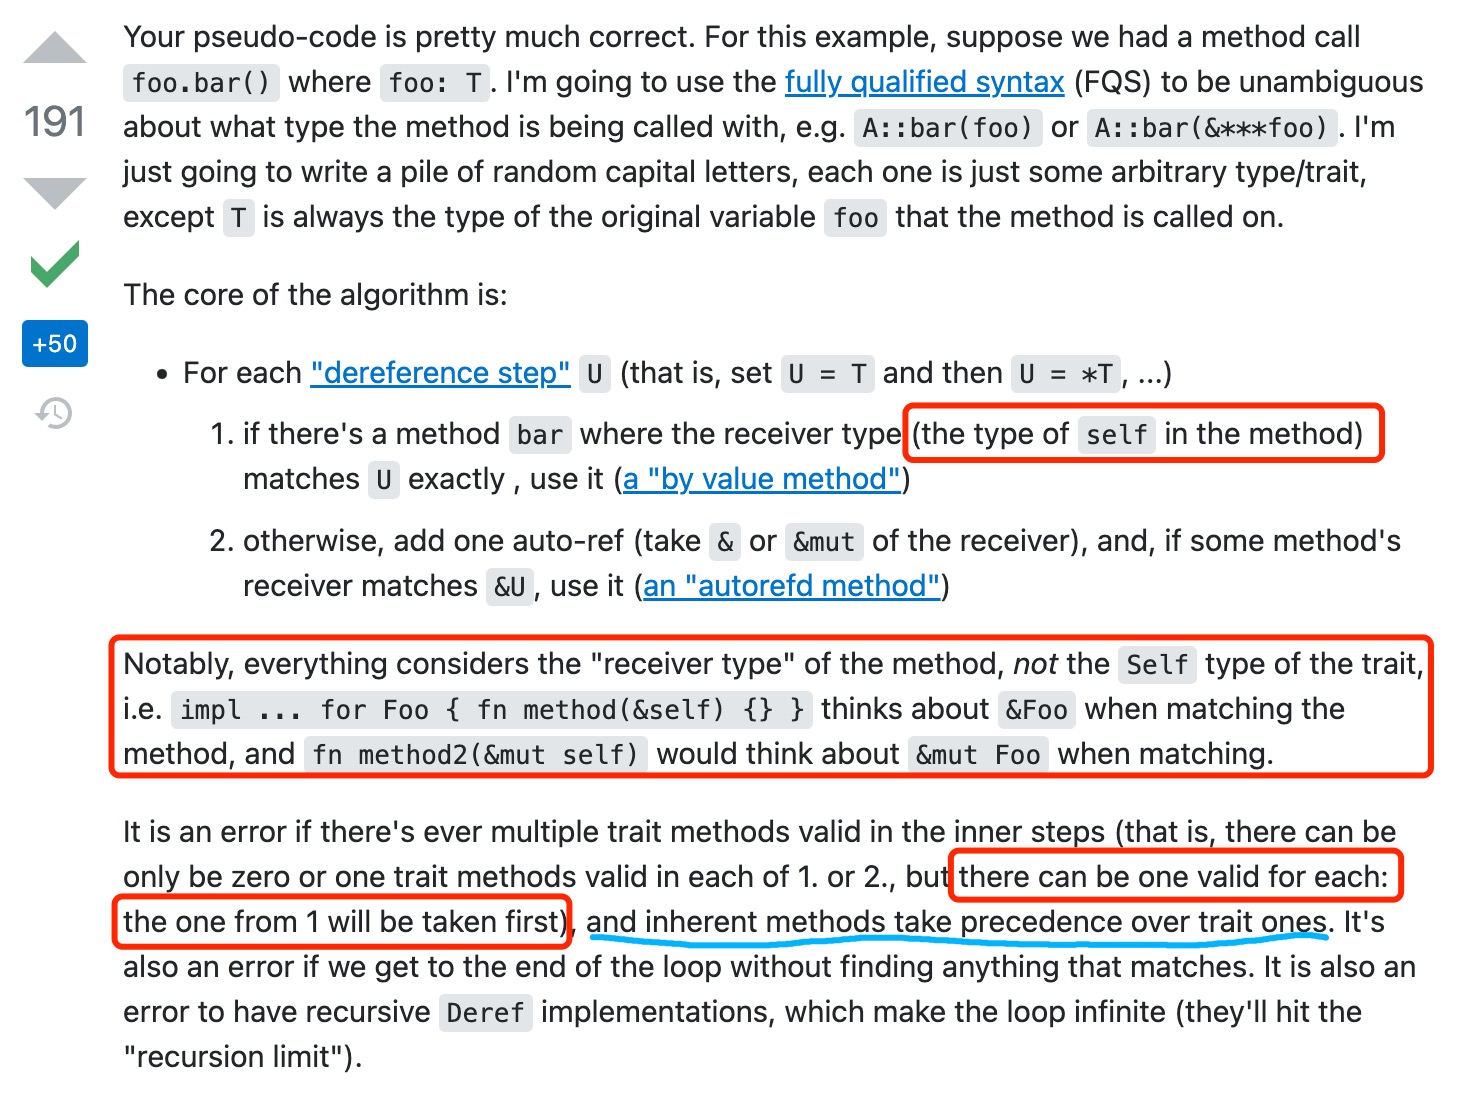 Your pseudo-code is pretty much correct. For this example, suppose we had a method call
foo.bar() where foo: T. I'm going to use the fully qualified syntax (FQS) to be unambiguous
191
about what type the method is being called with, e.g. A::bar(foo) or A::bar(&***foo). I'm
just going to write a pile of random capital letters, each one is just some arbitrary type/trait,
except T is always the type of the original variable foo that the method is called on.
The core of the algorithm is:
+50
• For each "dereference step" U (that is, set U = T and then U = *T, ...)
1. if there's a method bar where the receiver type (the type of self in the method)
matches U exactly , use it (a "by value method")
2. otherwise, add one auto-ref (take & or &mut of the receiver), and, if some method's
receiver matches &U, use it (an "autorefd method")
Notably, everything considers the "receiver type" of the method, not the Self type of the trait,
i.e. impl ... for Foo { fn method(&self) {} } thinks about &Foo when matching the
method, and fn method2(&mut self) would think about &mut Foo when matching.
It is an error if there's ever multiple trait methods valid in the inner steps (that is, there can be
only be zero or one trait methods valid in each of 1. or 2., but there can be one valid for each:
the one from 1 will be taken first), and inherent methods take precedence over trait ones. It's
also an error if we get to the end of the loop without finding anything that matches. It is also an
error to have recursive Deref implementations, which make the loop infinite (they'll hit the
"recursion limit").